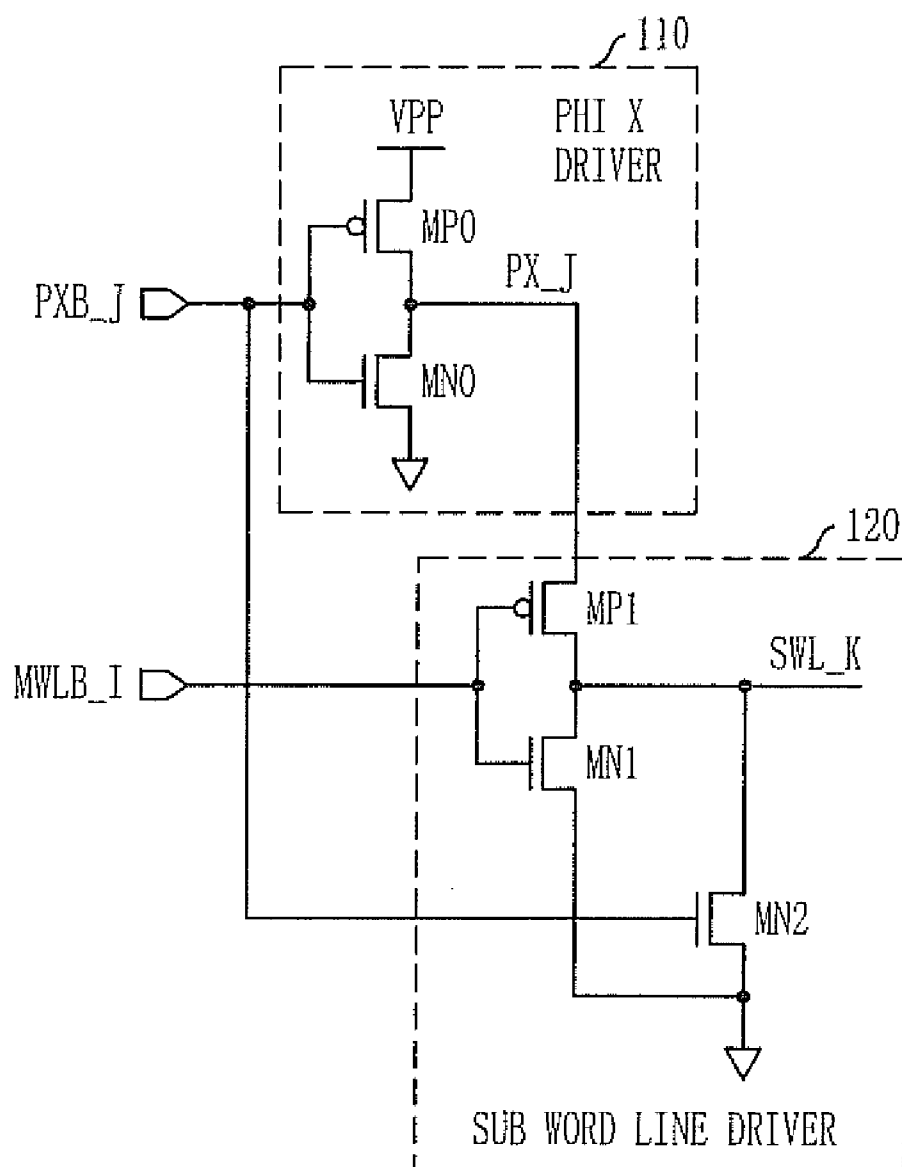 110
VPP
PHI X
DRIVER
MP0
PX_J
PXB_J
MN0
120
MP1
SWL_K
MWLB_I
MN1
MN2
SUB WORD LINE DRIVER